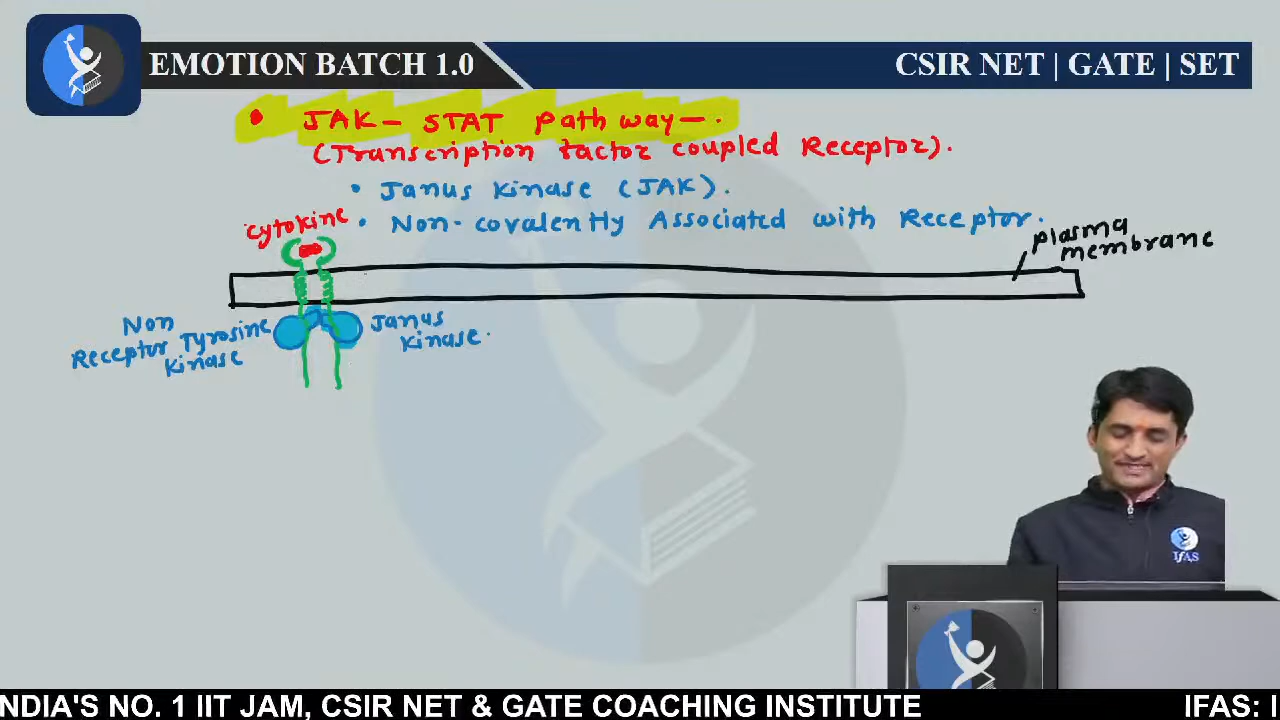 EMOTION BATCH 1.0
CSIR NET | GATE | SET
• JAK- STAT Pathway-.
(Transcription factor coupled Receptor).
• Janus kinase (JAK).
• Non-covalently Associated with Receptor.
cytokine
plasma
membrane
Non
Receptor Tyrosine
kinase
Janus
kinase.
IFAS
NDIA'S NO. 1 IIT JAM, CSIR NET & GATE COACHING INSTITUTE
IFAS: I